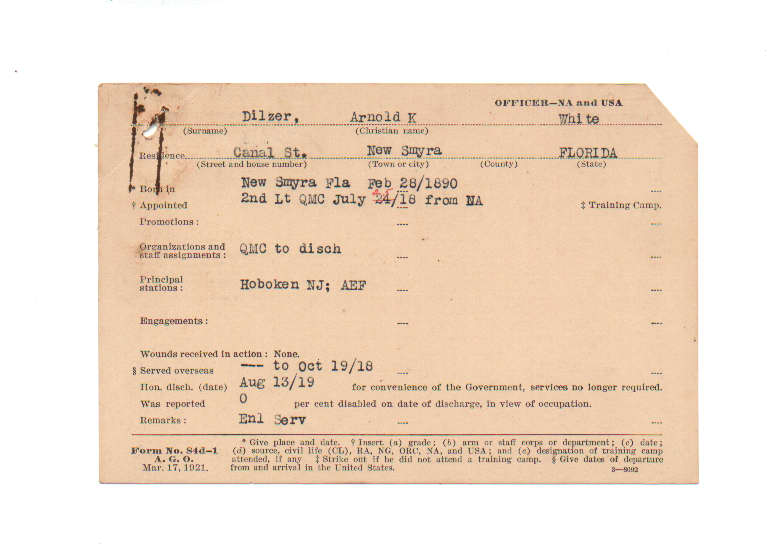 OFFICER—NA and USA
Dilzer, Arnold K White
(Surname) (Christian name)
Residence Canal St. New Smyra FLORIDA
(Street and house number) (Town or city) (County) (State)
* Born in New Smyra Fla Feb 28/1890
† Appointed 2nd Lt QMC July 24/18 from NA ‡ Training Camp.
Promotions :
Organizations and
staff assignments : QMC to disch
Principal
stations : Hoboken NJ; AEF
Engagements :
Wounds received in action : None.
§ Served overseas --- to Oct 19/18
Hon. disch. (date) Aug 13/19 for convenience of the Government, services no longer required.
Was reported 0 per cent disabled on date of discharge, in view of occupation.
Remarks : Enl Serv
* Give place and date. † Insert (a) grade; (b) arm or staff corps or department; (c) date;
Form No. 84d–1 (d) source, civil life (CL), RA, NG, ORC, NA, and USA; and (e) designation of training camp
A. G. O. attended, if any ‡ Strike out if he did not attend a training camp. § Give dates of departure
Mar. 17, 1921. from and arrival in the United States. 3—8092